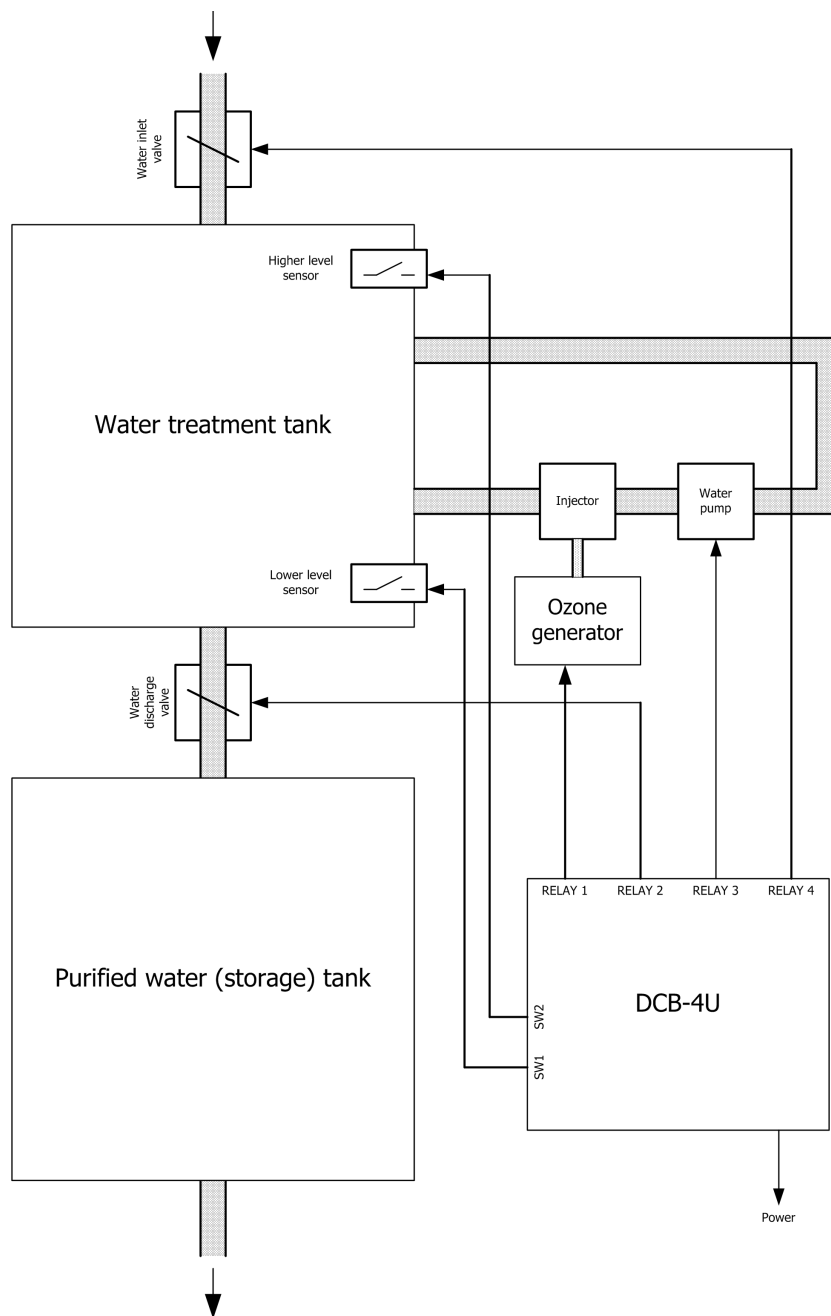 Water inlet
valve
Higher level
sensor
Water treatment tank
Injector
Water
pump
Lower level
sensor
Ozone
generator
Water
discharge
valve
RELAY 1
RELAY 2
RELAY 3
RELAY 4
Purified water (storage) tank
DCB-4U
SW2
SW1
Power